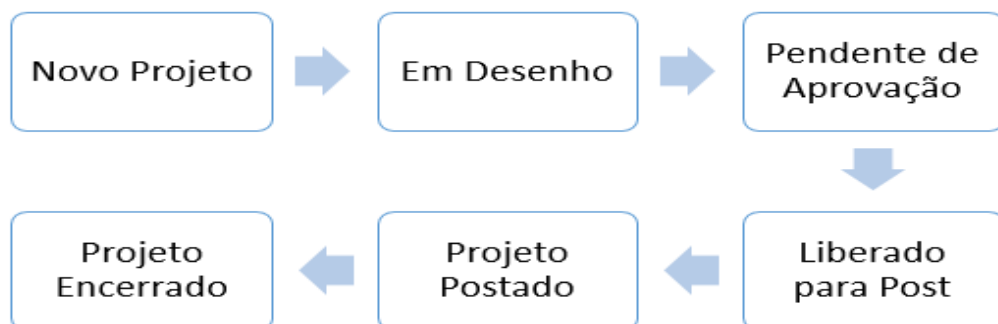 Novo Projeto
Em Desenho
Pendente de
Aprovação
Liberado
para Post
Projeto
Postado
Projeto
Encerrado